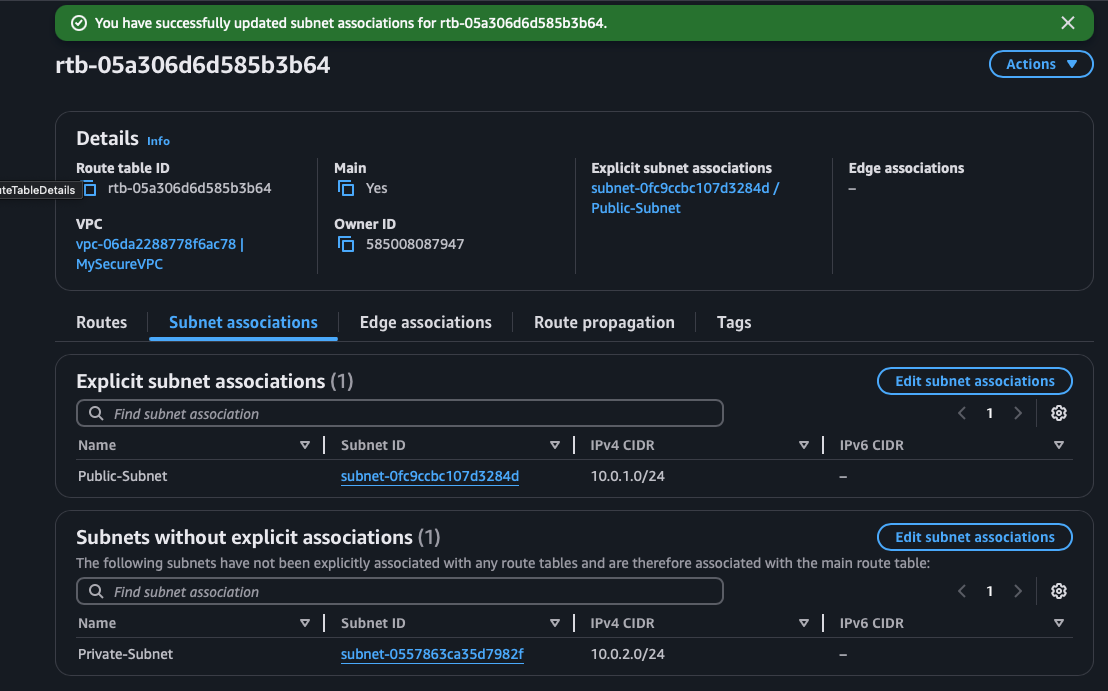 You have successfully updated subnet associations for rtb-05a306d6d585b3b64.
rtb-05a306d6d585b3b64
Actions
Details Info
Route table ID
rtb-05a306d6d585b3b64
uteTableDetails
VPC
vpc-06da2288778f6ac78 |
MySecureVPC
Main
Yes
Owner ID
585008087947
Explicit subnet associations
subnet-0fc9ccbc107d3284d /
Public-Subnet
Edge associations
–
Routes Subnet associations Edge associations Route propagation Tags
Explicit subnet associations (1) Edit subnet associations
Find subnet association 1
Name Subnet ID IPv4 CIDR IPv6 CIDR
Public-Subnet subnet-0fc9ccbc107d3284d 10.0.1.0/24 –
Subnets without explicit associations (1) Edit subnet associations
The following subnets have not been explicitly associated with any route tables and are therefore associated with the main route table:
Find subnet association 1
Name Subnet ID IPv4 CIDR IPv6 CIDR
Private-Subnet subnet-0557863ca35d7982f 10.0.2.0/24 –